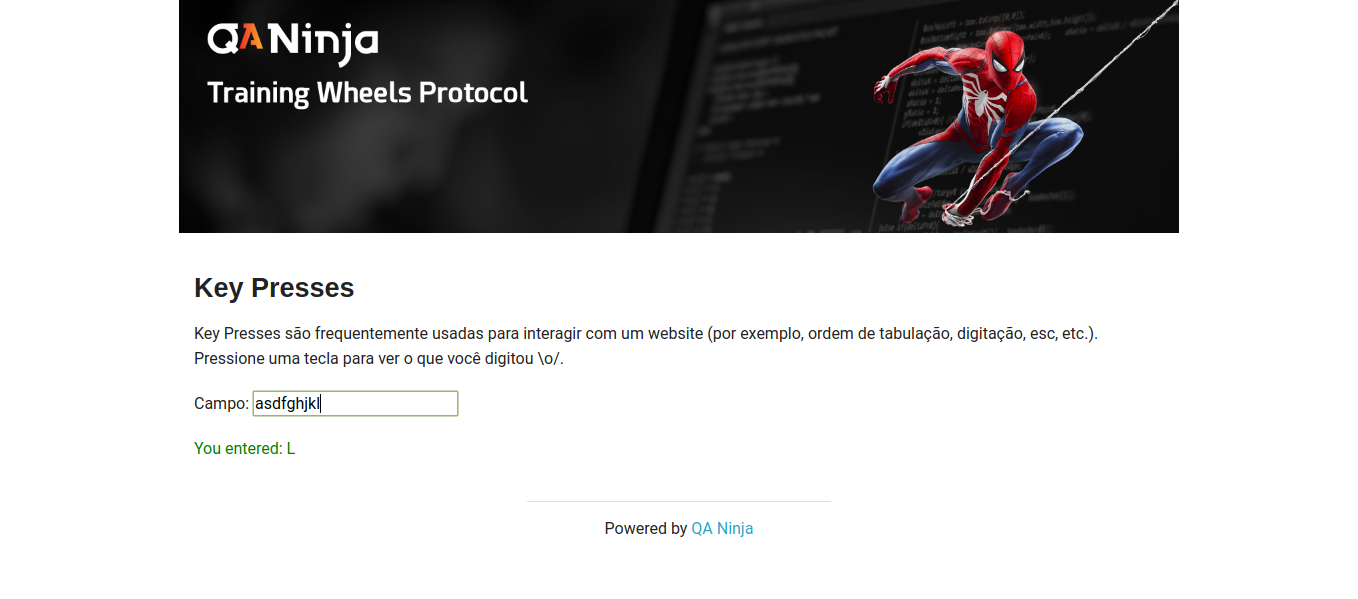 QANinja
Training Wheels Protocol
Key Presses
Key Presses são frequentemente usadas para interagir com um website (por exemplo, ordem de tabulação, digitação, esc, etc.).
Pressione uma tecla para ver o que você digitou \o/.
Campo: asdfghjkl
You entered: L
Powered by QA Ninja